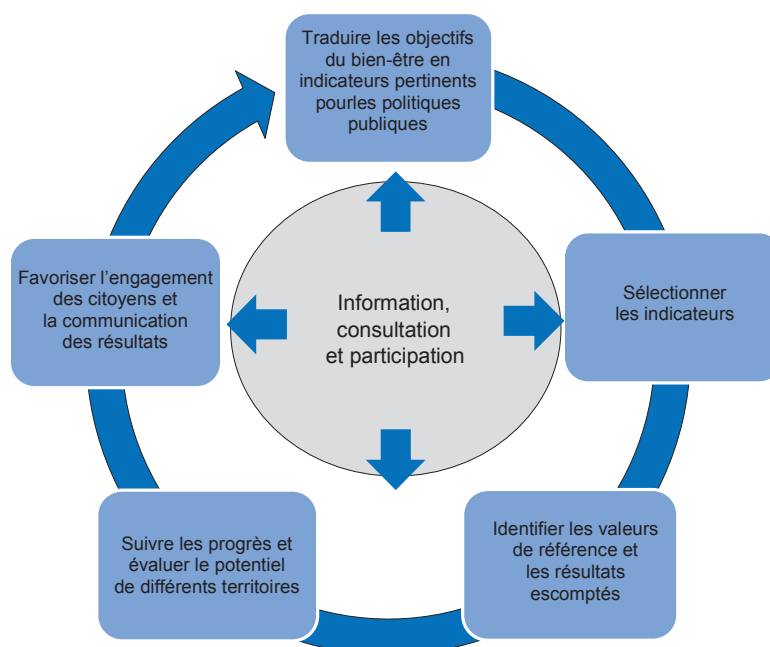 Traduire les objectifs
du bien-être en
indicateurs pertinents
pourles politiques
publiques
Sélectionner
les indicateurs
Identifier les valeurs
de référence et
les résultats
escomptés
Suivre les progrès et
évaluer le potentiel
de différents territoires
Favoriser l’engagement
des citoyens et
la communication
des résultats
Information,
consultation
et participation